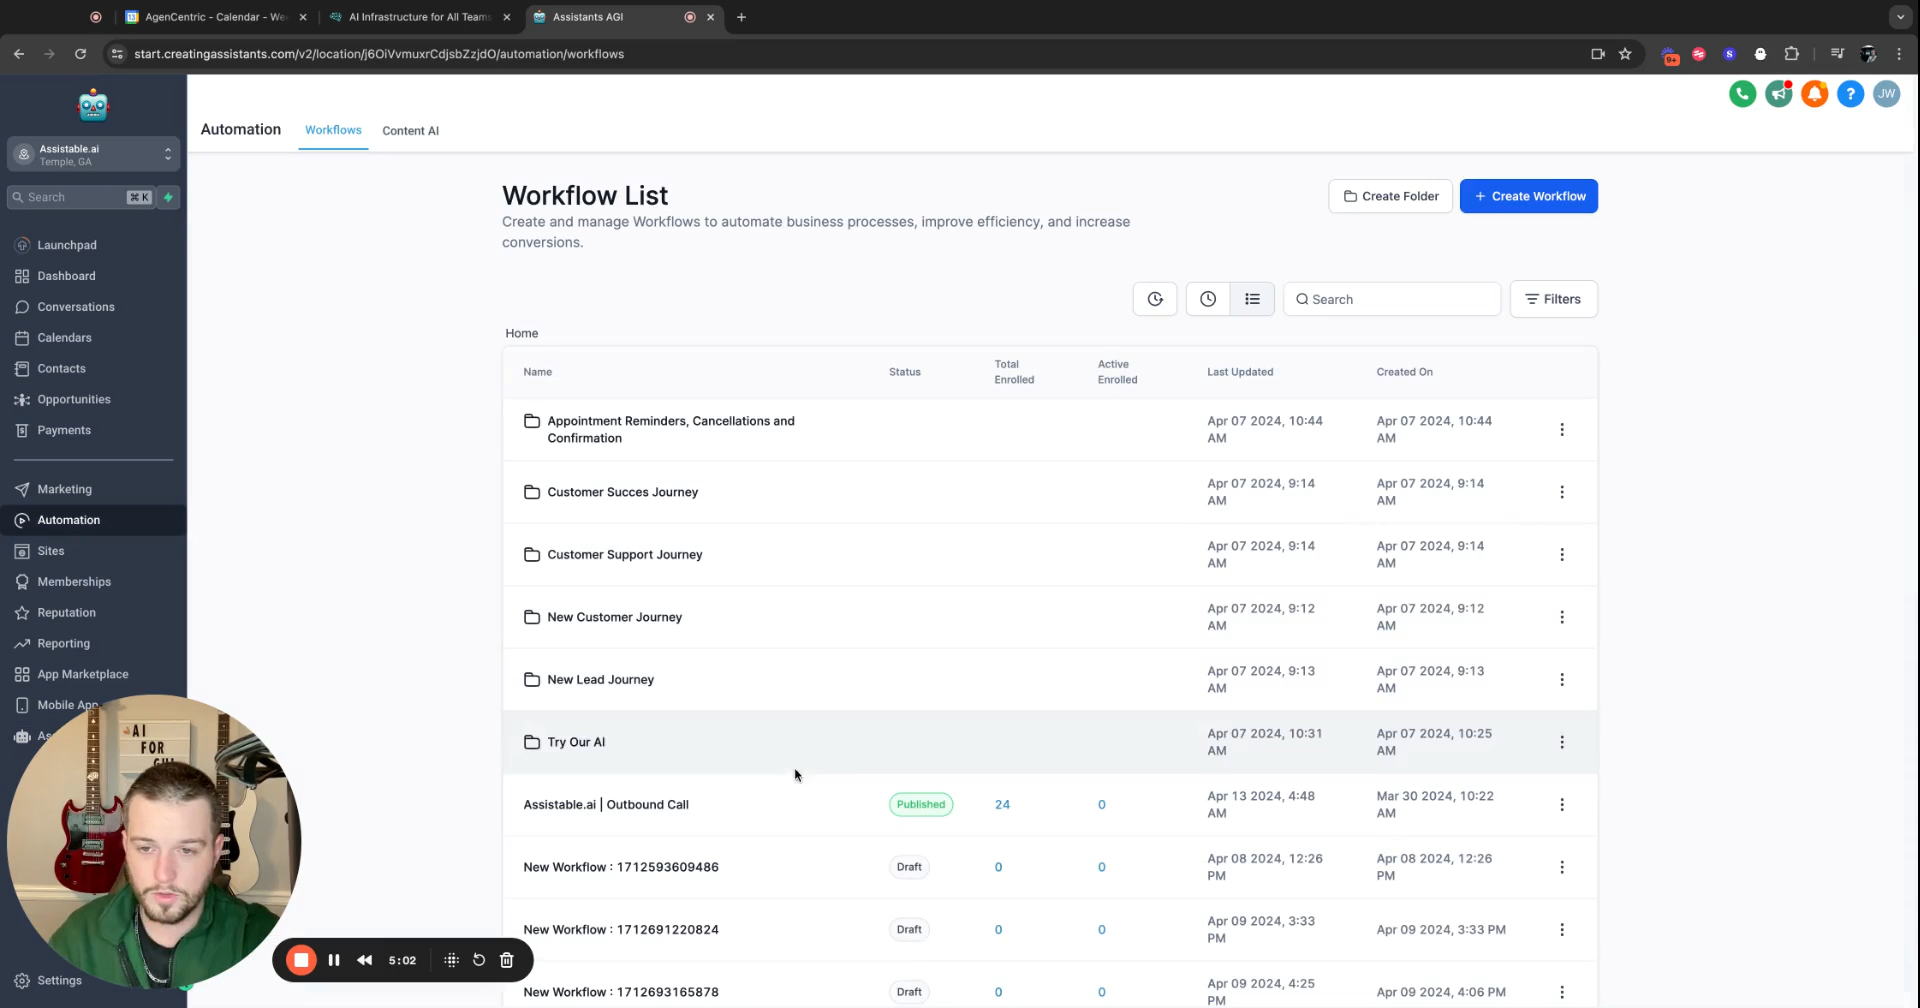 AgenCentric - Calendar - We
AI Infrastructure for All Teams
Assistants AGI
start.creatingassistants.com/v2/location/j6OiVvmuxrCdjsbZzjdO/automation/workflows
9+
S
Assistable.ai
Temple, GA
Search
⌘ K
Launchpad
Dashboard
Conversations
Calendars
Contacts
Opportunities
Payments
Marketing
Automation
Sites
Memberships
Reputation
Reporting
App Marketplace
Mobile App
As
Settings
Automation
Workflows
Content AI
?
JW
Workflow List
Create and manage Workflows to automate business processes, improve efficiency, and increase
conversions.
Create Folder
+ Create Workflow
Search
Filters
Home
Name
Status
Total
Enrolled
Active
Enrolled
Last Updated
Created On
Appointment Reminders, Cancellations and
Confirmation
Apr 07 2024, 10:44
AM
Apr 07 2024, 10:44
AM
Customer Succes Journey
Apr 07 2024, 9:14
AM
Apr 07 2024, 9:14
AM
Customer Support Journey
Apr 07 2024, 9:14
AM
Apr 07 2024, 9:14
AM
New Customer Journey
Apr 07 2024, 9:12
AM
Apr 07 2024, 9:12
AM
New Lead Journey
Apr 07 2024, 9:13
AM
Apr 07 2024, 9:13
AM
Try Our AI
Apr 07 2024, 10:31
AM
Apr 07 2024, 10:25
AM
Assistable.ai | Outbound Call
Published
24
0
Apr 13 2024, 4:48
AM
Mar 30 2024, 10:22
AM
New Workflow : 1712593609486
Draft
0
0
Apr 08 2024, 12:26
PM
Apr 08 2024, 12:26
PM
New Workflow : 1712691220824
Draft
0
0
Apr 09 2024, 3:33
PM
Apr 09 2024, 3:33 PM
New Workflow : 1712693165878
Draft
0
0
Apr 09 2024, 4:25
PM
Apr 09 2024, 4:06 PM
AI
FOR
5:02